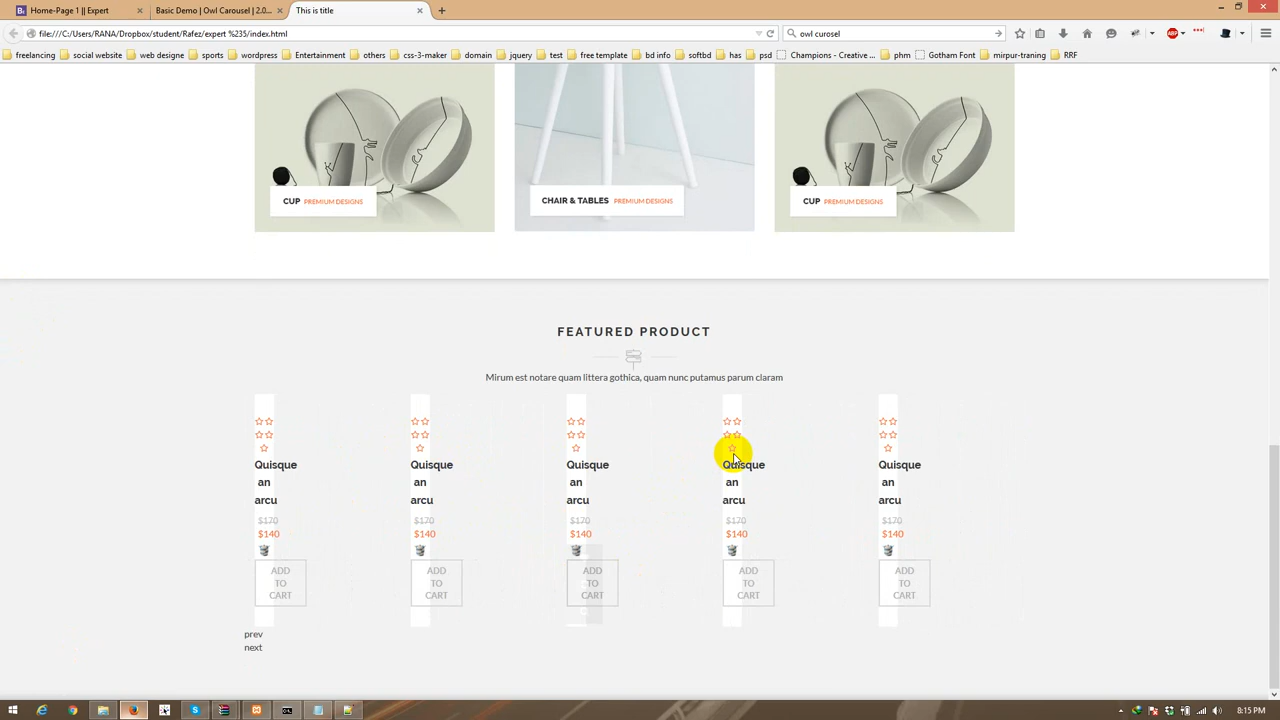 Home-Page 1 || Expert
Basic Demo | Owl Carousel | 2.0...
This is title
file:///C:/Users/RANA/Dropbox/student/Rafez/expert %235/index.html
owl curosel
freelancing
social website
web designe
sports
wordpress
Entertainment
others
css-3-maker
domain
jquery
test
free template
bd info
softbd
has
psd
Champions - Creative ...
phm
Gotham Font
mirpur-traning
RRF
CUP PREMIUM DESIGNS
CHAIR & TABLES PREMIUM DESIGNS
CUP PREMIUM DESIGNS
FEATURED PRODUCT
Mirum est notare quam littera gothica, quam nunc putamus parum claram
Quisque Quisque Quisque Quisque Quisque
an an an an an
arcu arcu arcu arcu arcu
$170 $170 $170 $170 $170
$140 $140 $140 $140 $140
ADD ADD ADD ADD ADD
TO TO TO TO TO
CART CART CART CART CART
prev
next
8:15 PM